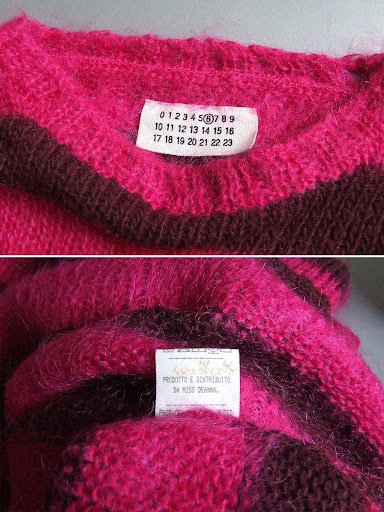 0 1 2 3 4 5 6 7 8 9
10 11 12 13 14 15 16
17 18 19 20 21 22 23
PRODOTTO E DISTRIBUITO
DA MISS DEANNA.